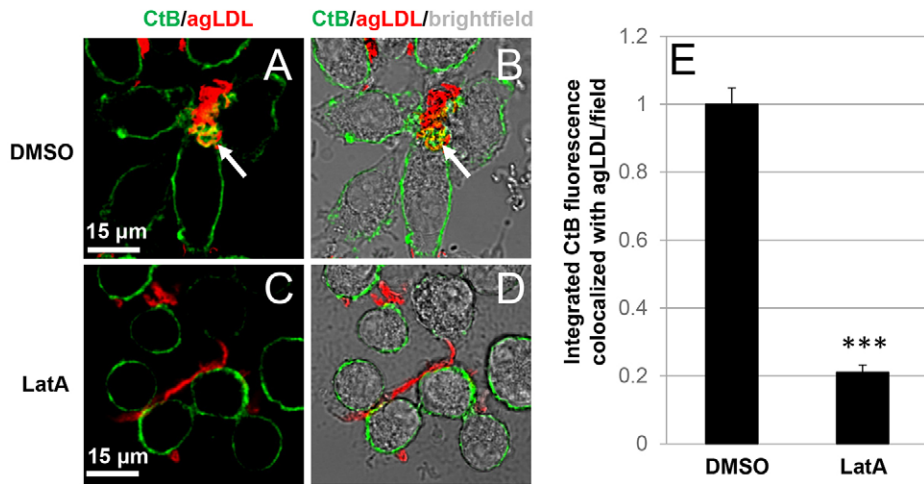 CtB/agLDL
CtB/agLDL/brightfield
A
B
DMSO
15 µm
C
D
LatA
15 µm
E
Integrated CtB fluorescence
colocalized with agLDL/field
1.2
1
0.8
0.6
0.4
0.2
0
***
DMSO
LatA